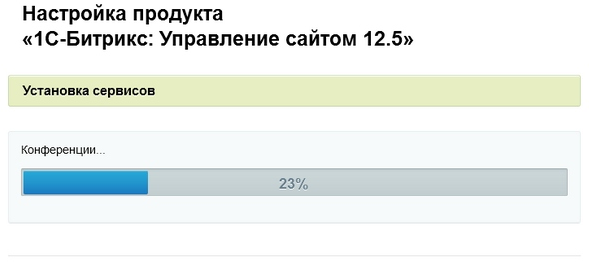 Настройка продукта
«1С-Битрикс: Управление сайтом 12.5»
Установка сервисов
Конференции...
23%